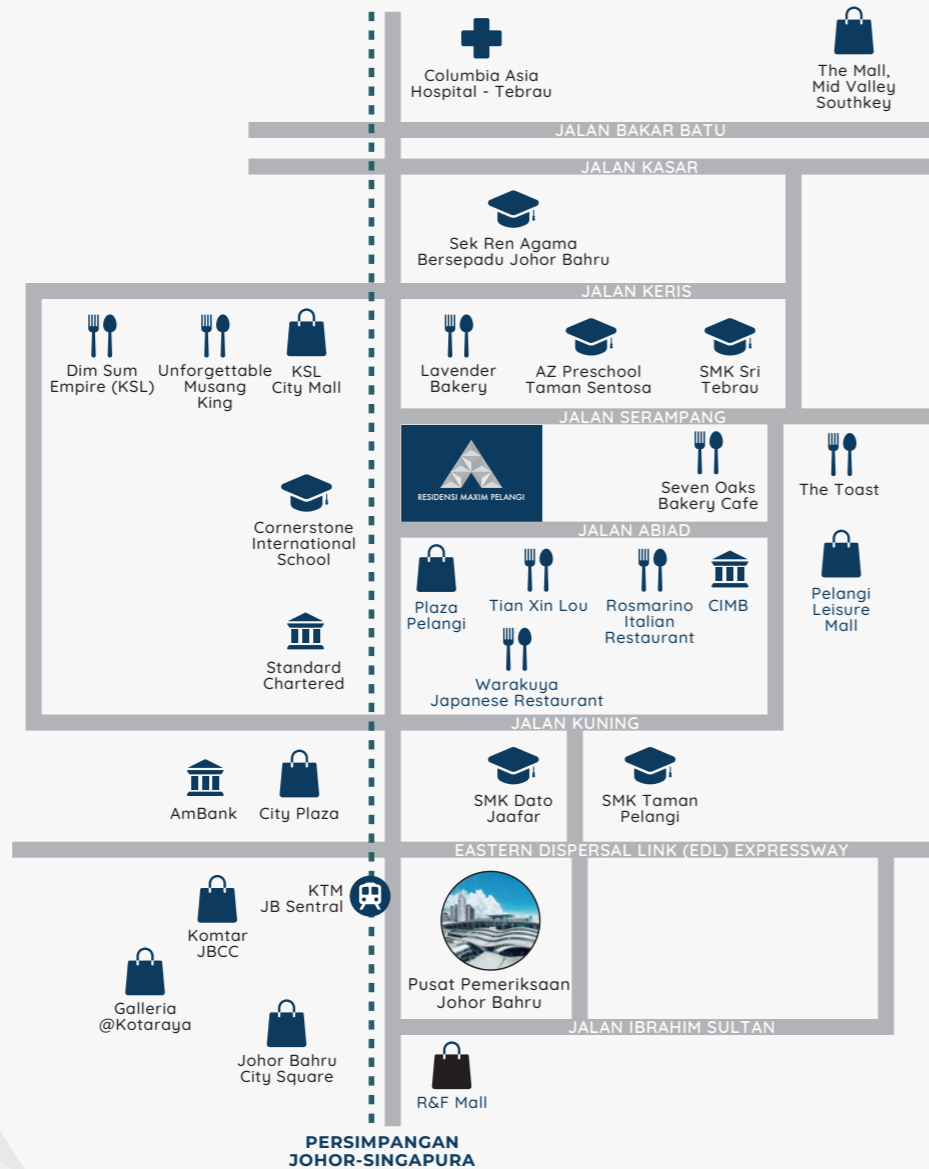 Columbia Asia
Hospital - Tebrau
The Mall,
Mid Valley
Southkey
JALAN BAKAR BATU
JALAN KASAR
Sek Ren Agama
Bersepadu Johor Bahru
JALAN KERIS
Dim Sum
Empire (KSL)
Unforgettable
Musang
King
KSL
City Mall
Lavender
Bakery
AZ Preschool
Taman Sentosa
SMK Sri
Tebrau
JALAN SERAMPANG
RESIDENSI MAXIM PELANGI
Seven Oaks
Bakery Cafe
The Toast
Cornerstone
International
School
JALAN ABIAD
Plaza
Pelangi
Tian Xin Lou
Rosmarino
Italian
Restaurant
CIMB
Pelangi
Leisure
Mall
Standard
Chartered
Warakuya
Japanese Restaurant
JALAN KUNING
AmBank
City Plaza
SMK Dato
Jaafar
SMK Taman
Pelangi
EASTERN DISPERSAL LINK (EDL) EXPRESSWAY
KTM
JB Sentral
Komtar
JBCC
Pusat Pemeriksaan
Johor Bahru
Galleria
@Kotaraya
JALAN IBRAHIM SULTAN
Johor Bahru
City Square
R&F Mall
PERSIMPANGAN
JOHOR-SINGAPURA